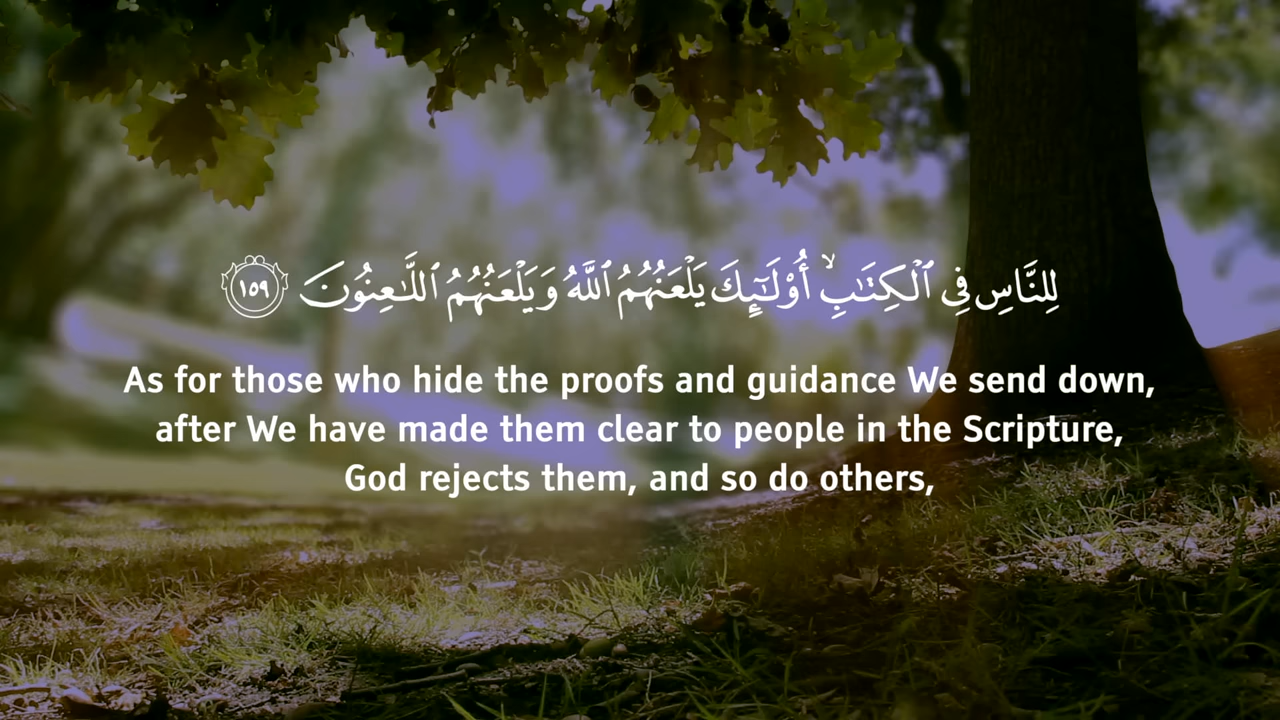 لِلنَّاسِ فِى ٱلْكِتَـٰبِ ۙ أُو۟لَـٰٓئِكَ يَلْعَنُهُمُ ٱللَّهُ وَيَلْعَنُهُمُ ٱللَّـٰعِنُونَ ١٥٩
As for those who hide the proofs and guidance We send down,
after We have made them clear to people in the Scripture,
God rejects them, and so do others,